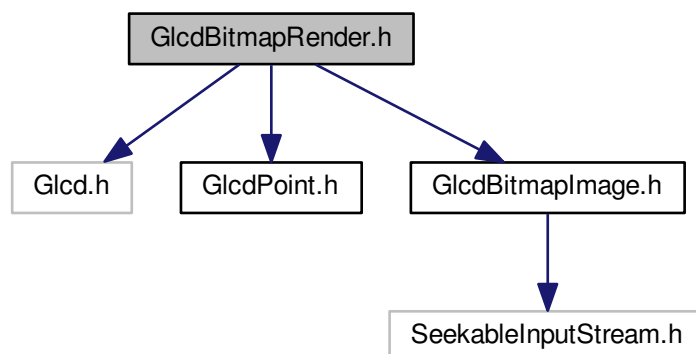 GlcdBitmapRender.h
Glcd.h
GlcdPoint.h
GlcdBitmapImage.h
SeekableInputStream.h